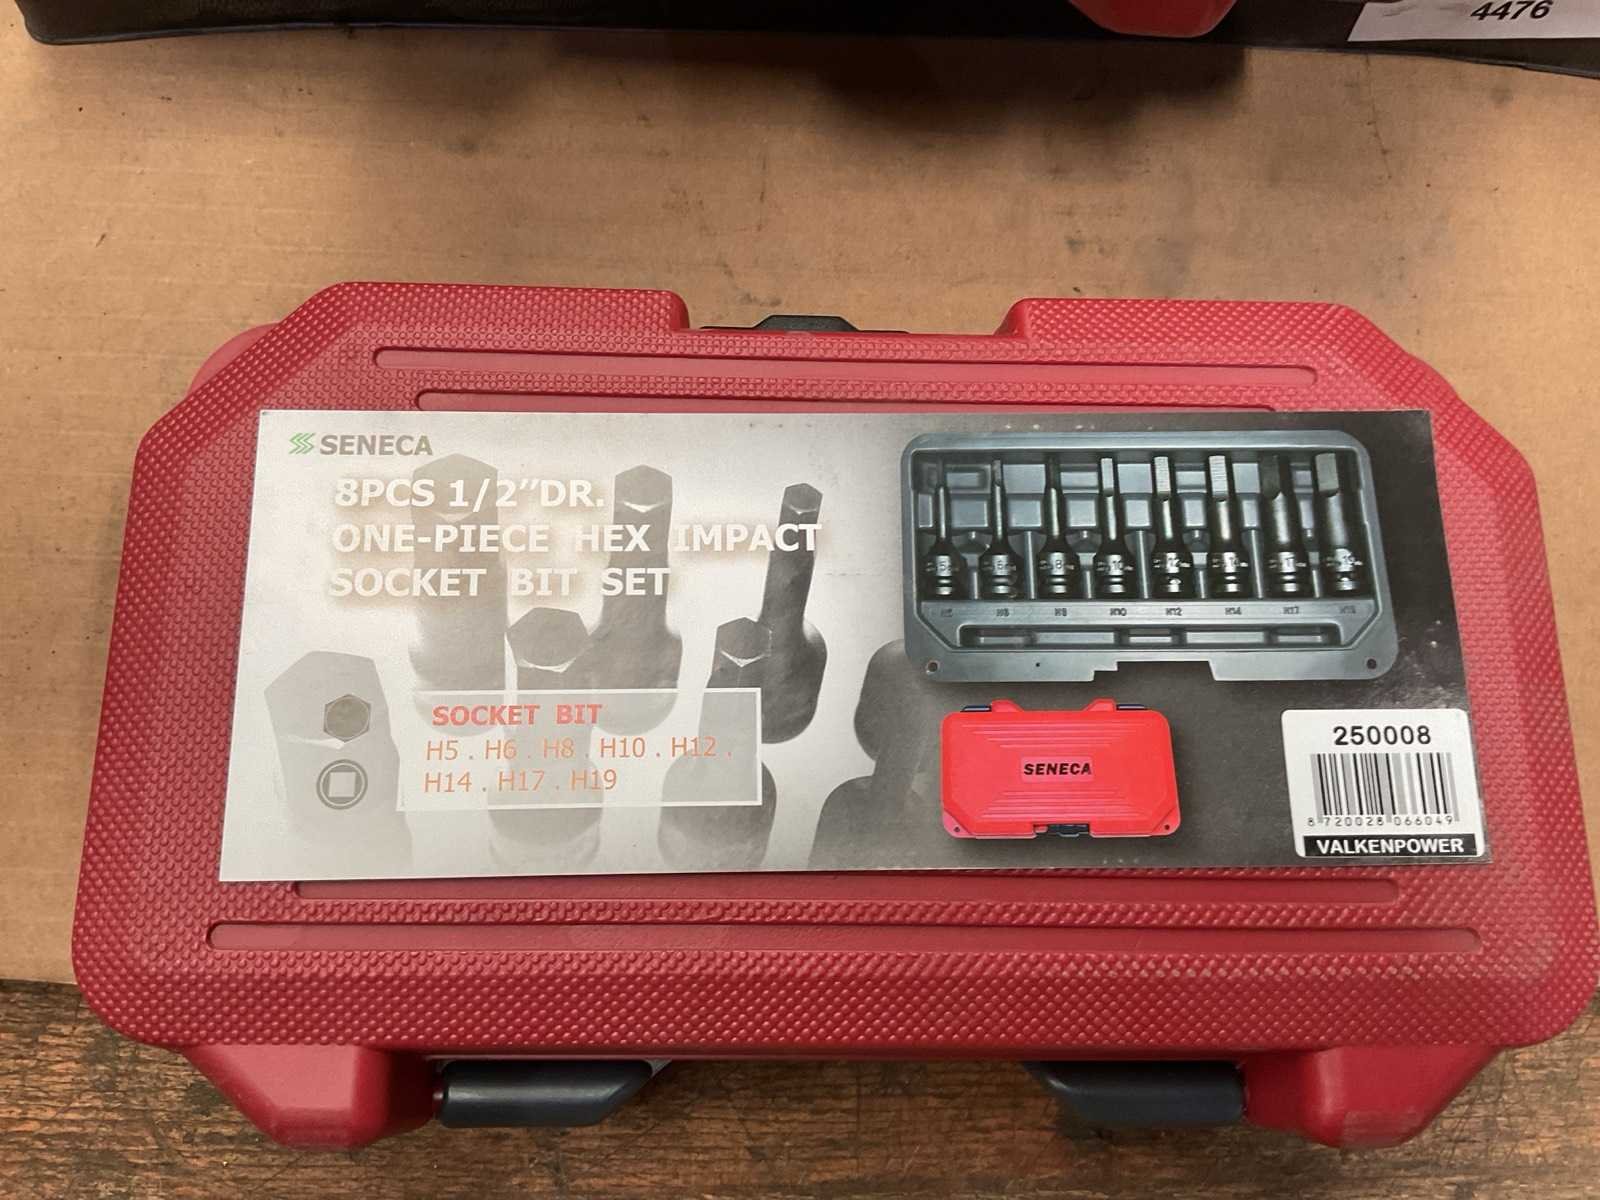 4476
SENECA
8PCS 1/2"DR.
ONE-PIECE HEX IMPACT
SOCKET BIT SET
SOCKET BIT
H5 . H6 . H8 . H10 . H12 .
H14 . H17 . H19
H5 H6 H8 H10 H12 H14 H17 H19
SENECA
250008
8 720028 066049
VALKENPOWER